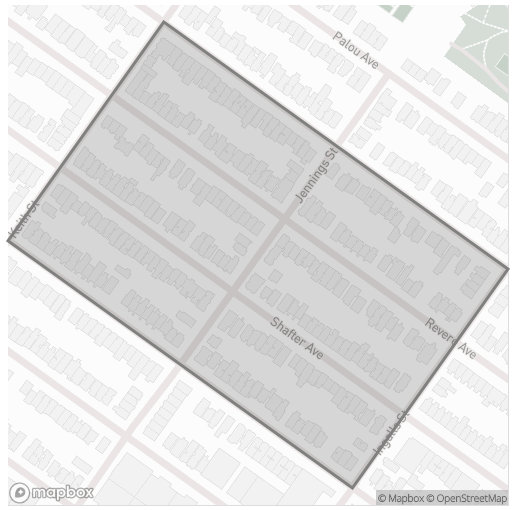 Palou Ave
Jennings St
Keith St
Revere Ave
Shafter Ave
Ingalls St
mapbox
© Mapbox © OpenStreetMap